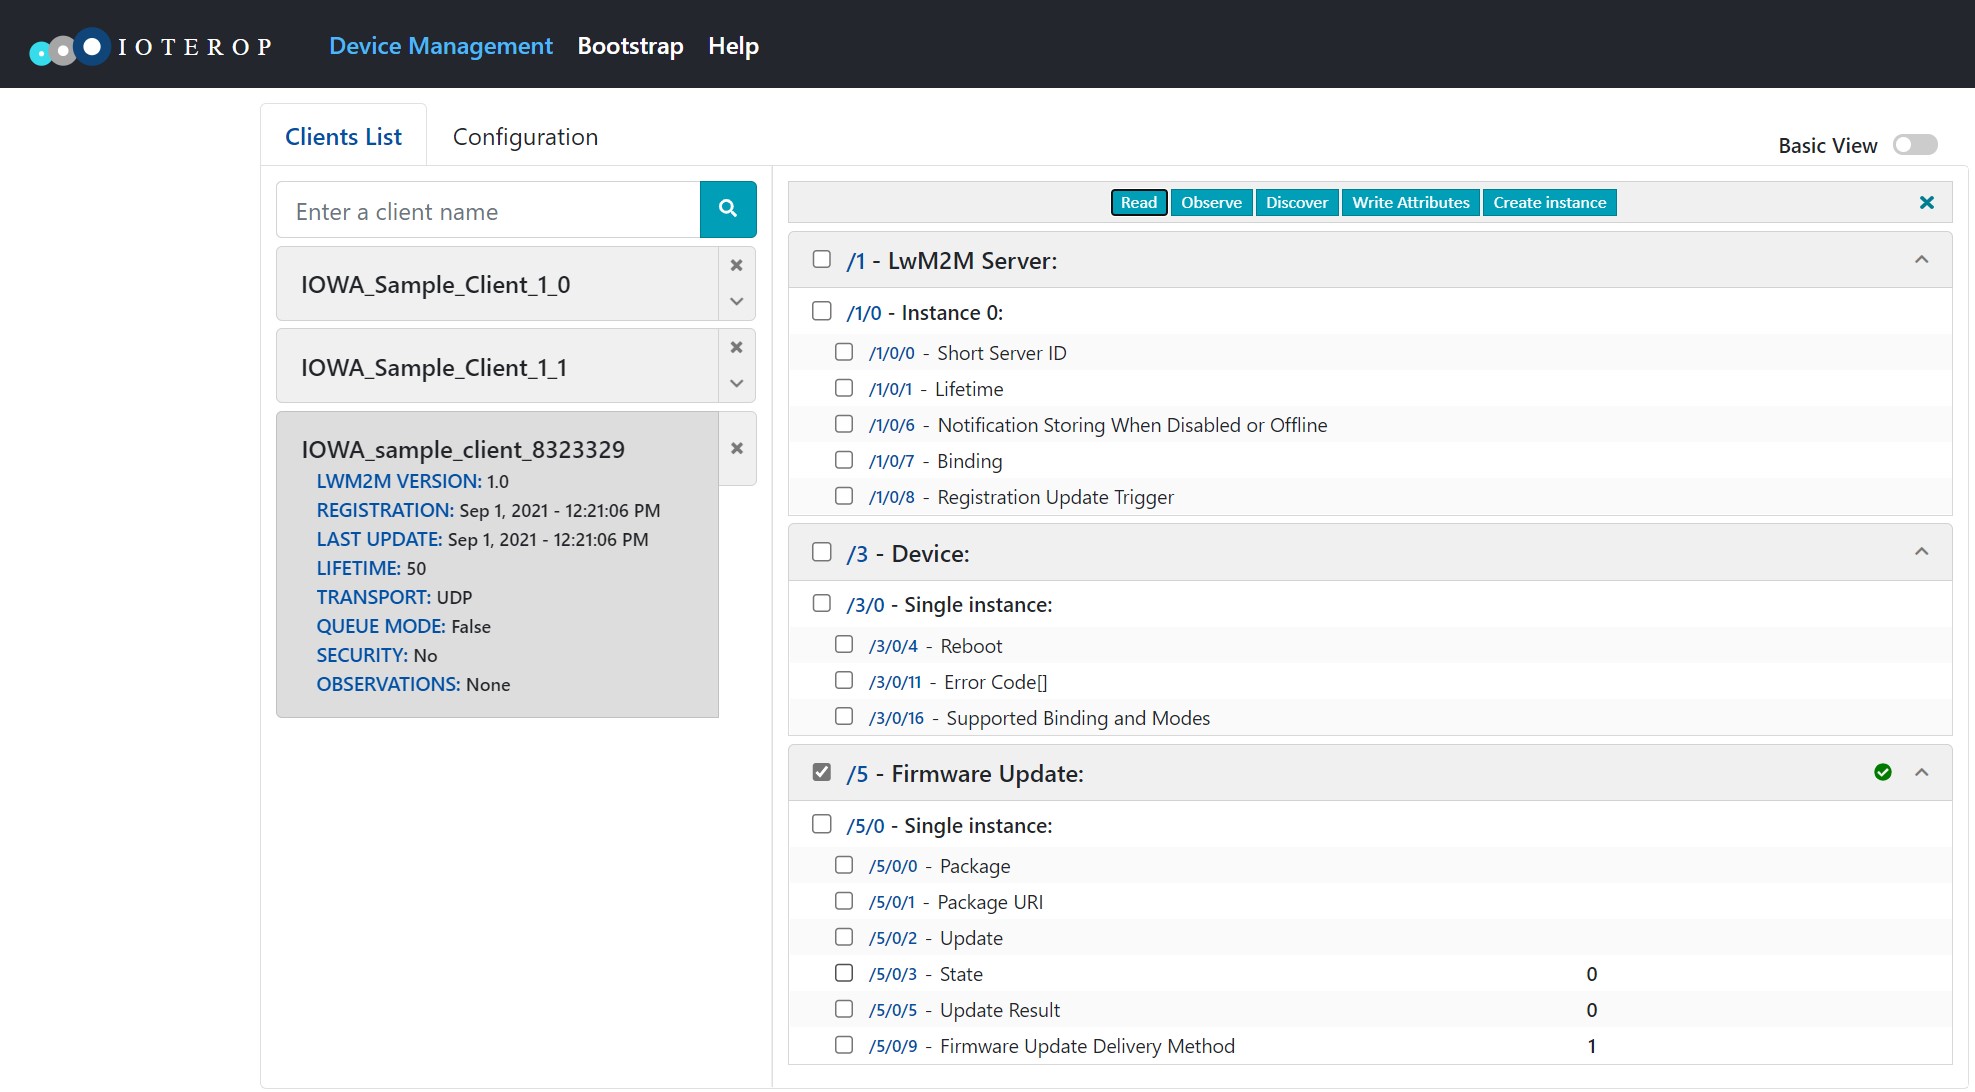 IOTEROP Device Management Bootstrap Help
Clients List Configuration
Basic View
Enter a client name
IOWA_Sample_Client_1_0
IOWA_Sample_Client_1_1
IOWA_sample_client_8323329
LWM2M VERSION: 1.0
REGISTRATION: Sep 1, 2021 - 12:21:06 PM
LAST UPDATE: Sep 1, 2021 - 12:21:06 PM
LIFETIME: 50
TRANSPORT: UDP
QUEUE MODE: False
SECURITY: No
OBSERVATIONS: None
Read Observe Discover Write Attributes Create instance
/1 - LwM2M Server:
/1/0 - Instance 0:
/1/0/0 - Short Server ID
/1/0/1 - Lifetime
/1/0/6 - Notification Storing When Disabled or Offline
/1/0/7 - Binding
/1/0/8 - Registration Update Trigger
/3 - Device:
/3/0 - Single instance:
/3/0/4 - Reboot
/3/0/11 - Error Code[]
/3/0/16 - Supported Binding and Modes
/5 - Firmware Update:
/5/0 - Single instance:
/5/0/0 - Package
/5/0/1 - Package URI
/5/0/2 - Update
/5/0/3 - State 0
/5/0/5 - Update Result 0
/5/0/9 - Firmware Update Delivery Method 1